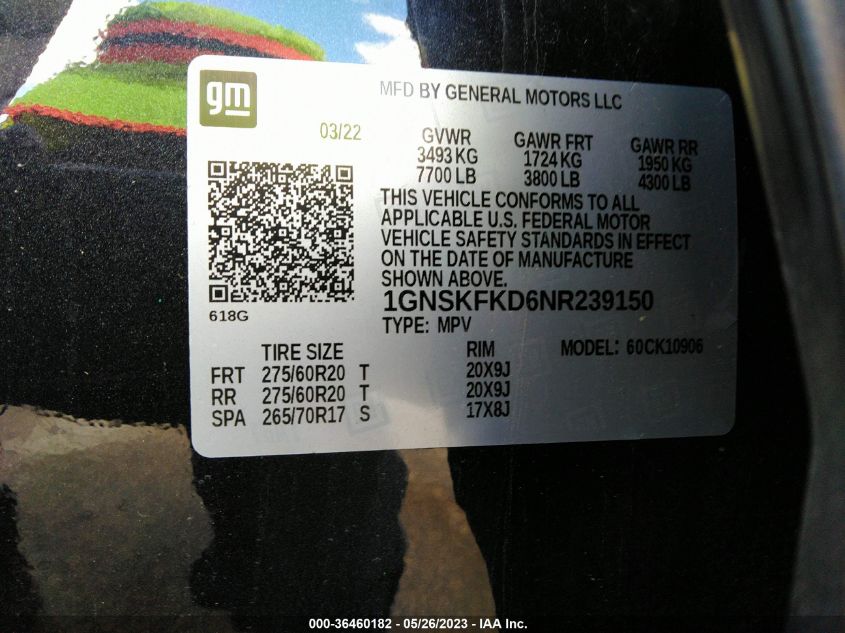 gm
MFD BY GENERAL MOTORS LLC
03/22
GVWR GAWR FRT GAWR RR
3493 KG 1724 KG 1950 KG
7700 LB 3800 LB 4300 LB
THIS VEHICLE CONFORMS TO ALL
APPLICABLE U.S. FEDERAL MOTOR
VEHICLE SAFETY STANDARDS IN EFFECT
ON THE DATE OF MANUFACTURE
SHOWN ABOVE.
618G
1GNSKFKD6NR239150
TYPE: MPV
TIRE SIZE RIM MODEL: 60CK10906
FRT 275/60R20 T 20X9J
RR 275/60R20 T 20X9J
SPA 265/70R17 S 17X8J
000-36460182 - 05/26/2023 - IAA Inc.